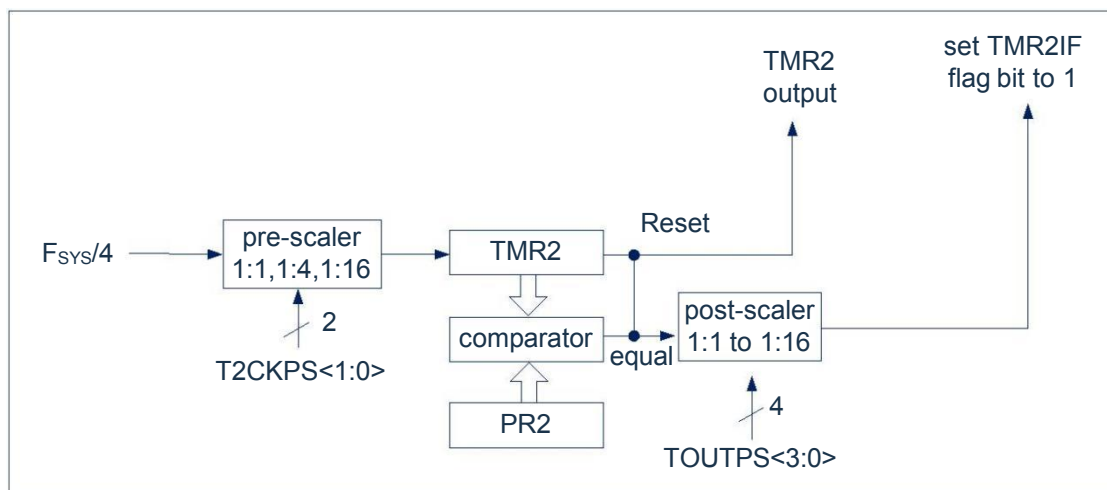 TMR2
output
set TMR2IF
flag bit to 1
Reset
F_SYS/4
pre-scaler
1:1,1:4,1:16
TMR2
2
T2CKPS<1:0>
comparator
equal
post-scaler
1:1 to 1:16
PR2
4
TOUTPS<3:0>